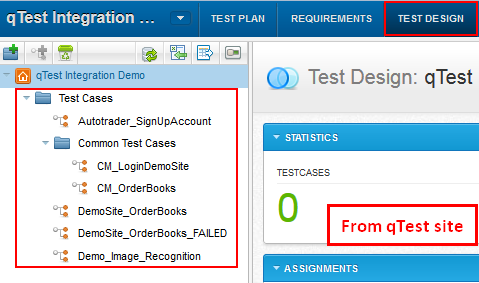 qTest Integration ...
TEST PLAN
REQUIREMENTS
TEST DESIGN
qTest Integration Demo
Test Cases
Autotrader_SignUpAccount
Common Test Cases
CM_LoginDemoSite
CM_OrderBooks
DemoSite_OrderBooks
DemoSite_OrderBooks_FAILED
Demo_Image_Recognition
Test Design: qTest
STATISTICS
TESTCASES
0
From qTest site
ASSIGNMENTS